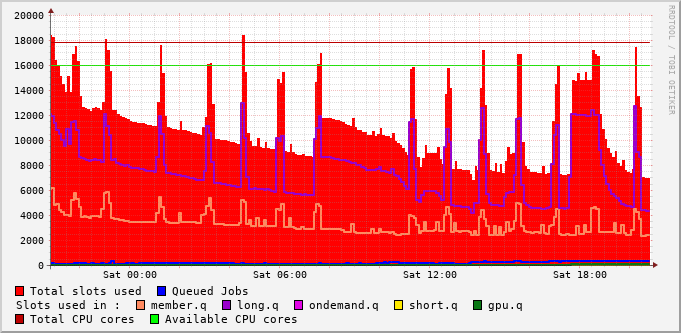 20000
18000
16000
14000
12000
10000
8000
6000
4000
2000
0
Sat 00:00 Sat 06:00 Sat 12:00 Sat 18:00
RRDTOOL / TOBI OETIKER
Total slots used Queued Jobs
Slots used in : member.q long.q ondemand.q short.q gpu.q
Total CPU cores Available CPU cores